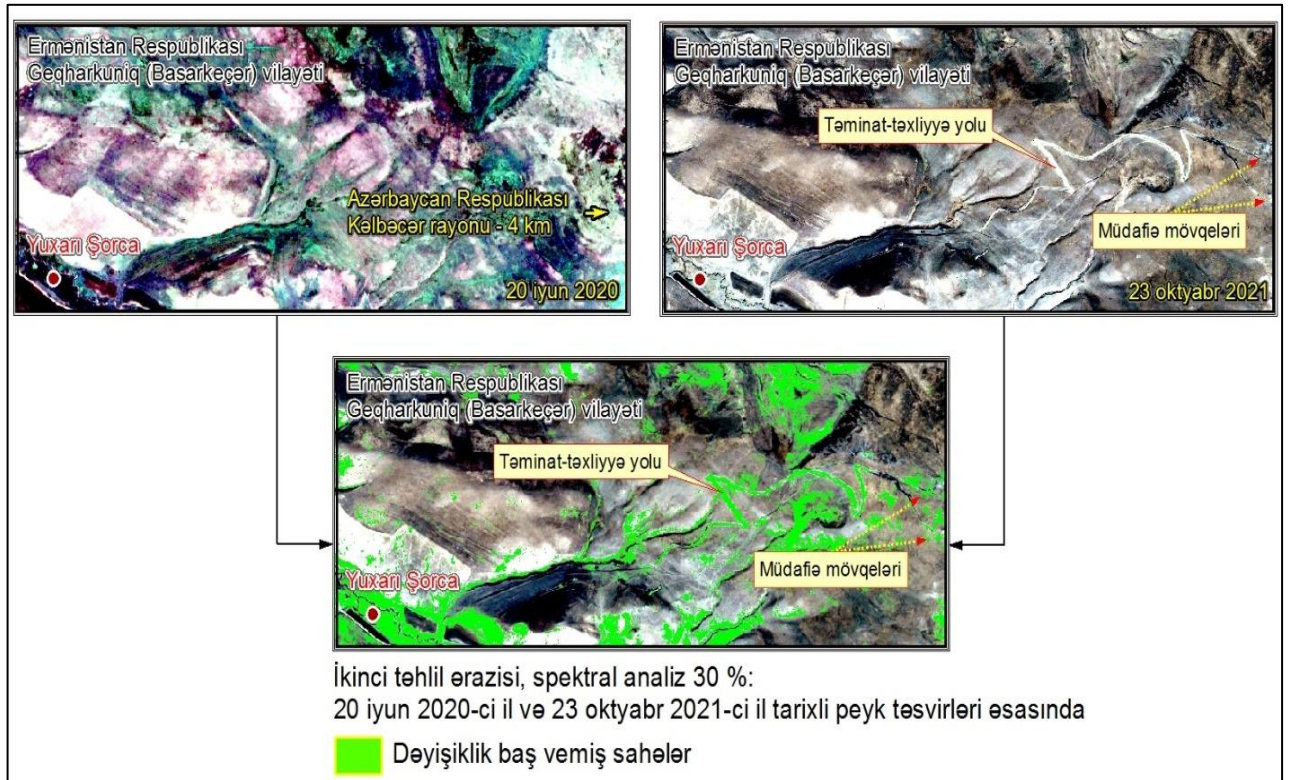 Ermənistan Respublikası
Geqharkuniq (Basarkeçər) vilayəti
Azərbaycan Respublikası
Kəlbəcər rayonu - 4 km
Yuxarı Şorca
20 iyun 2020
Ermənistan Respublikası
Geqharkuniq (Basarkeçər) vilayəti
Təminat-təxliyyə yolu
Müdafiə mövqeləri
Yuxarı Şorca
23 oktyabr 2021
Ermənistan Respublikası
Geqharkuniq (Basarkeçər) vilayəti
Təminat-təxliyyə yolu
Müdafiə mövqeləri
Yuxarı Şorca
İkinci təhlil ərazisi, spektral analiz 30 %:
20 iyun 2020-ci il və 23 oktyabr 2021-ci il tarixli peyk təsvirləri əsasında
Dəyişiklik baş vemiş sahələr